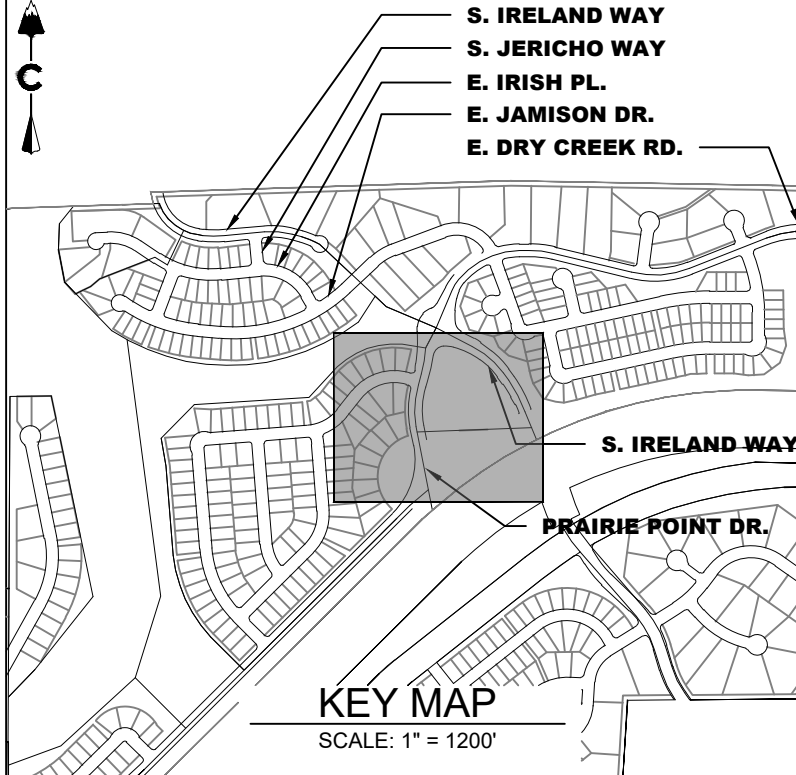 S. IRELAND WAY
S. JERICHO WAY
E. IRISH PL.
E. JAMISON DR.
E. DRY CREEK RD.
C
S. IRELAND WAY
PRAIRIE POINT DR.
KEY MAP
SCALE: 1" = 1200'